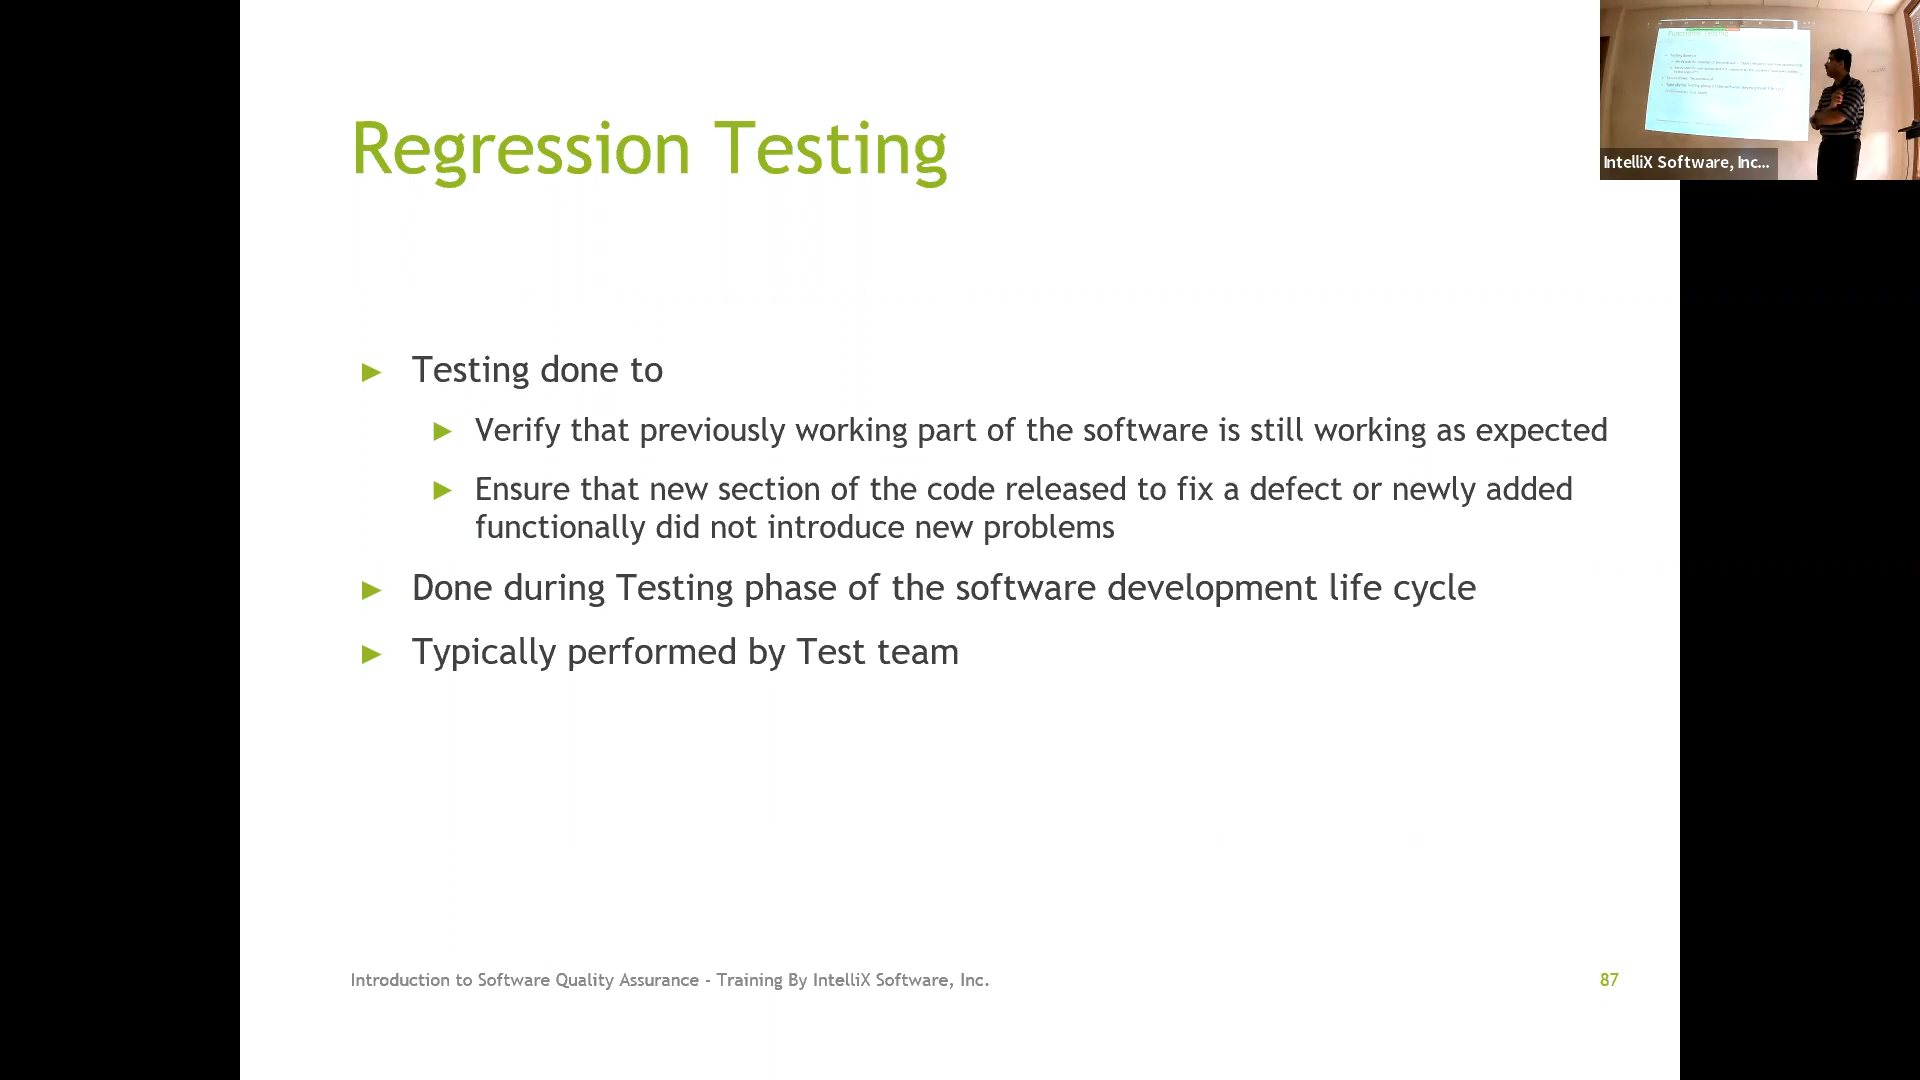 Regression Testing
Testing done to
Verify that previously working part of the software is still working as expected
Ensure that new section of the code released to fix a defect or newly added
functionally did not introduce new problems
Done during Testing phase of the software development life cycle
Typically performed by Test team
Introduction to Software Quality Assurance - Training By IntelliX Software, Inc.
87
Functional Testing
IntelliX Software, Inc...